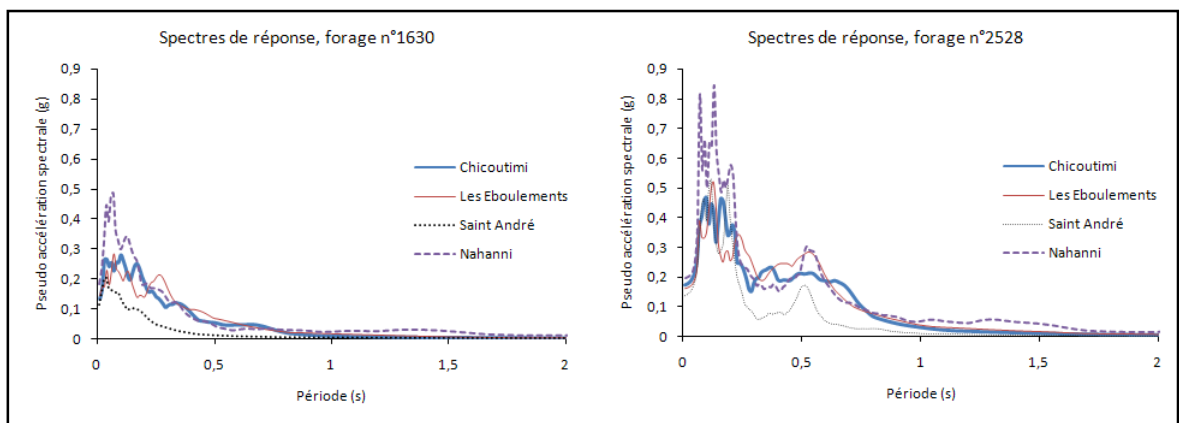 Spectres de réponse, forage n°1630
Pseudo accélération spectrale (g)
0,9
0,8
0,7
0,6
0,5
0,4
0,3
0,2
0,1
0
0 0,5 1 1,5 2
Période (s)
Chicoutimi
Les Eboulements
Saint André
Nahanni
Spectres de réponse, forage n°2528
Pseudo accélération spectrale (g)
0,9
0,8
0,7
0,6
0,5
0,4
0,3
0,2
0,1
0
0 0,5 1 1,5 2
Période (s)
Chicoutimi
Les Eboulements
Saint André
Nahanni